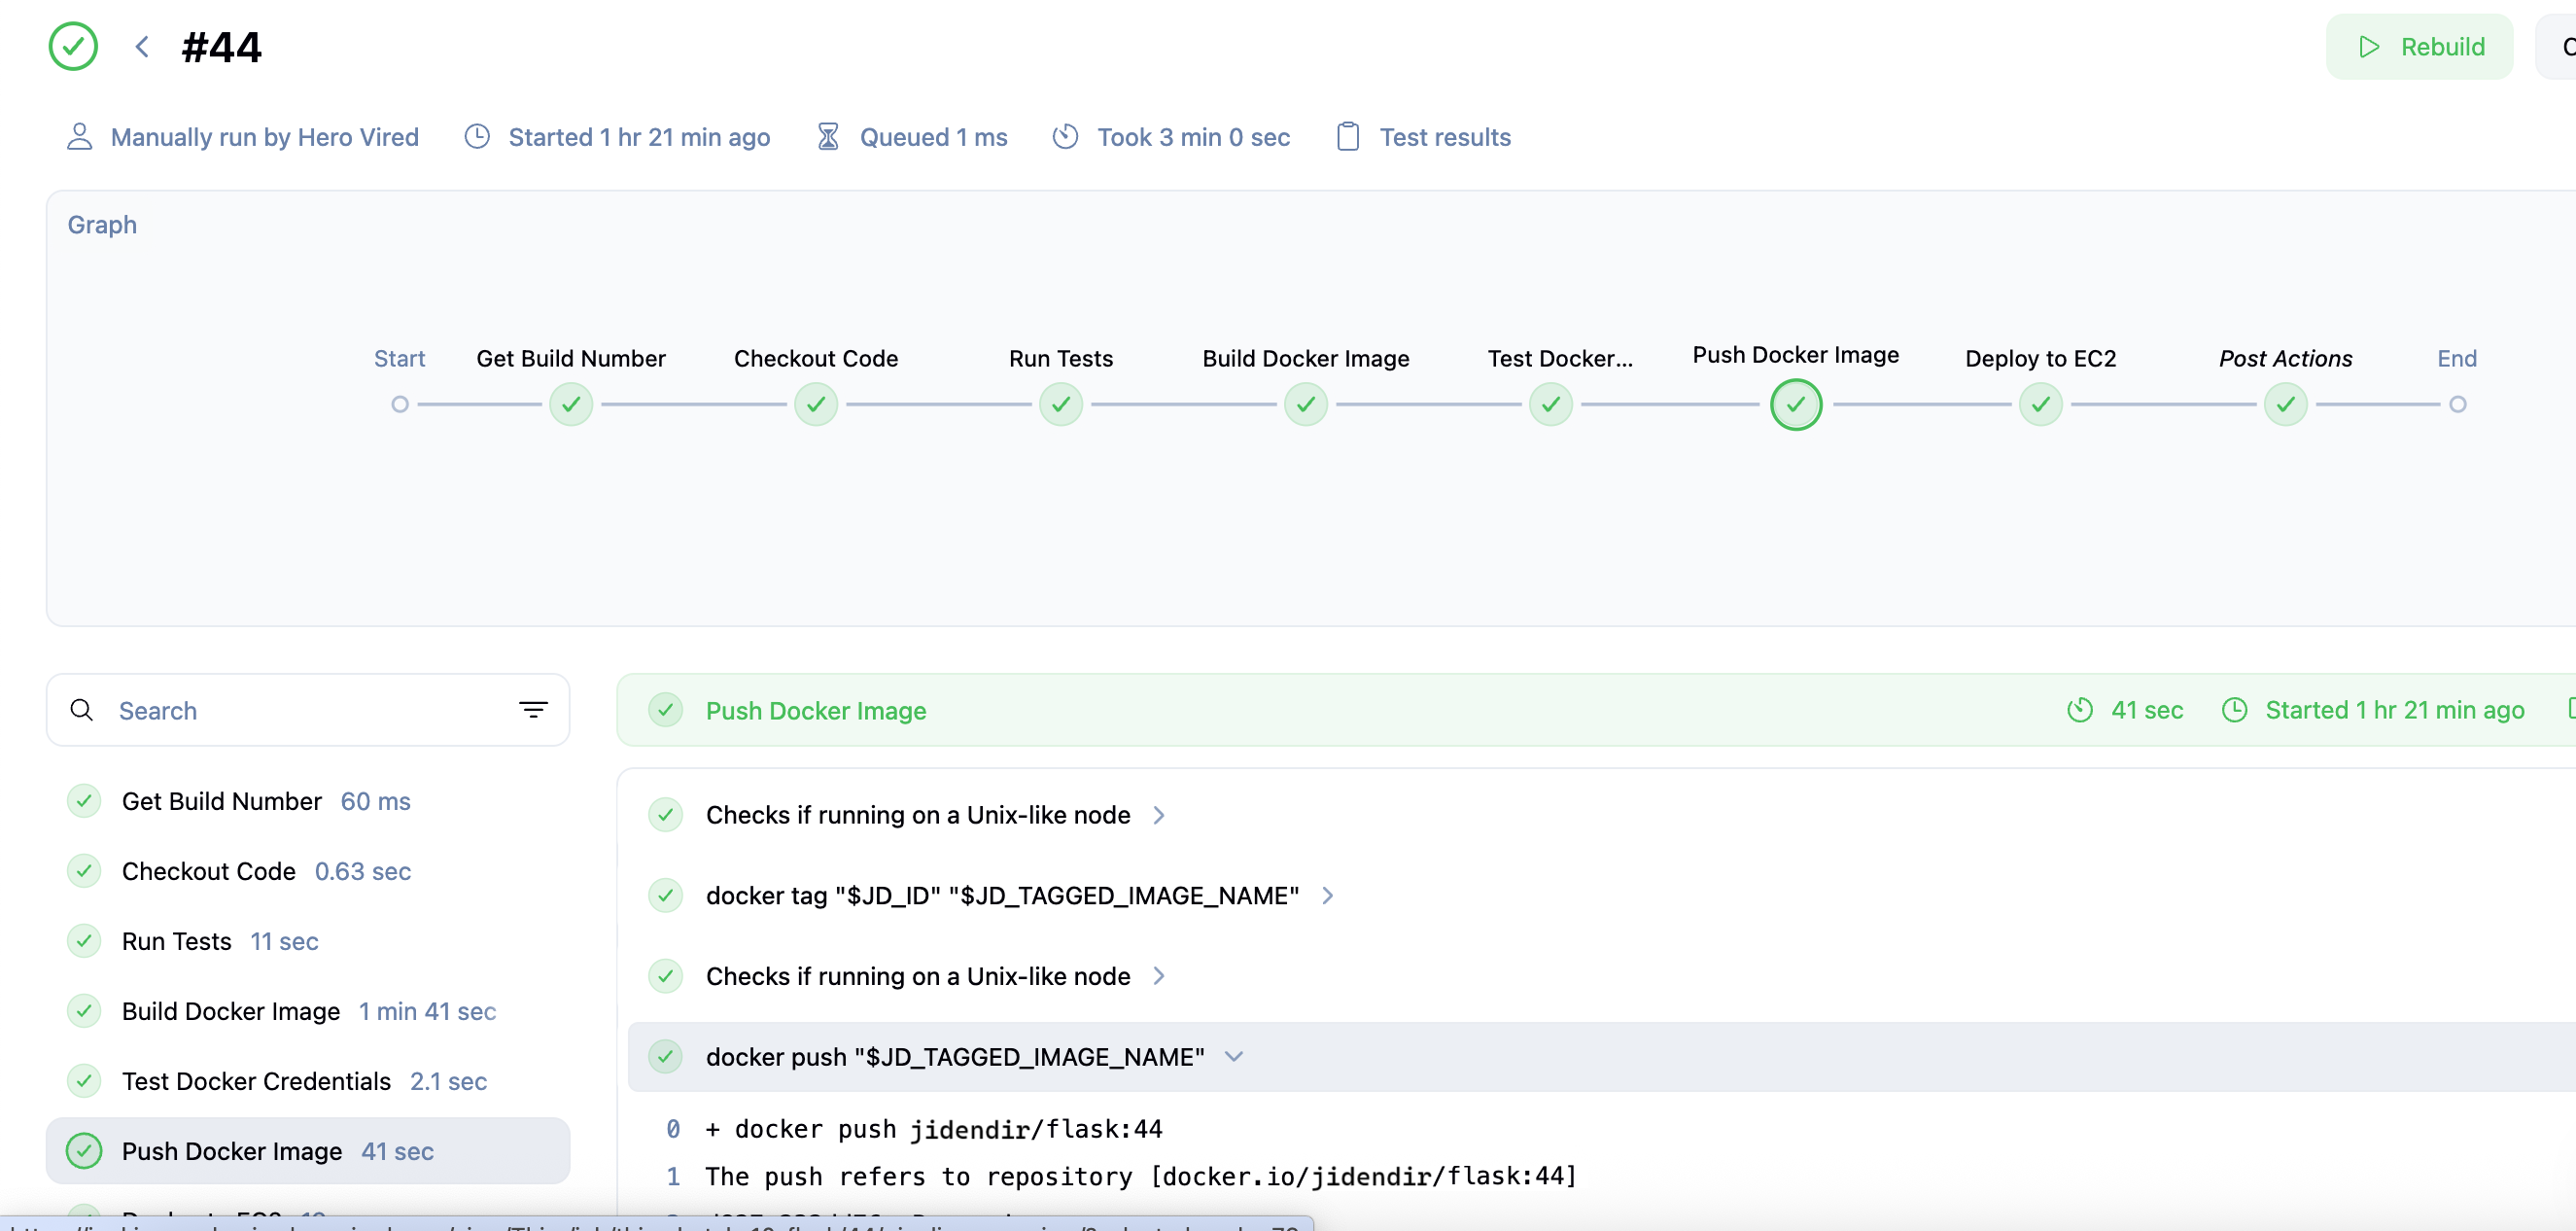 #44
Rebuild
Manually run by Hero Vired Started 1 hr 21 min ago Queued 1 ms Took 3 min 0 sec Test results
Graph
Start Get Build Number Checkout Code Run Tests Build Docker Image Test Docker... Push Docker Image Deploy to EC2 Post Actions End
Search
Push Docker Image 41 sec Started 1 hr 21 min ago
Get Build Number 60 ms
Checkout Code 0.63 sec
Run Tests 11 sec
Build Docker Image 1 min 41 sec
Test Docker Credentials 2.1 sec
Push Docker Image 41 sec
Checks if running on a Unix-like node
docker tag "$JD_ID" "$JD_TAGGED_IMAGE_NAME"
Checks if running on a Unix-like node
docker push "$JD_TAGGED_IMAGE_NAME"
0 + docker push jidendir/flask:44
1 The push refers to repository [docker.io/jidendir/flask:44]